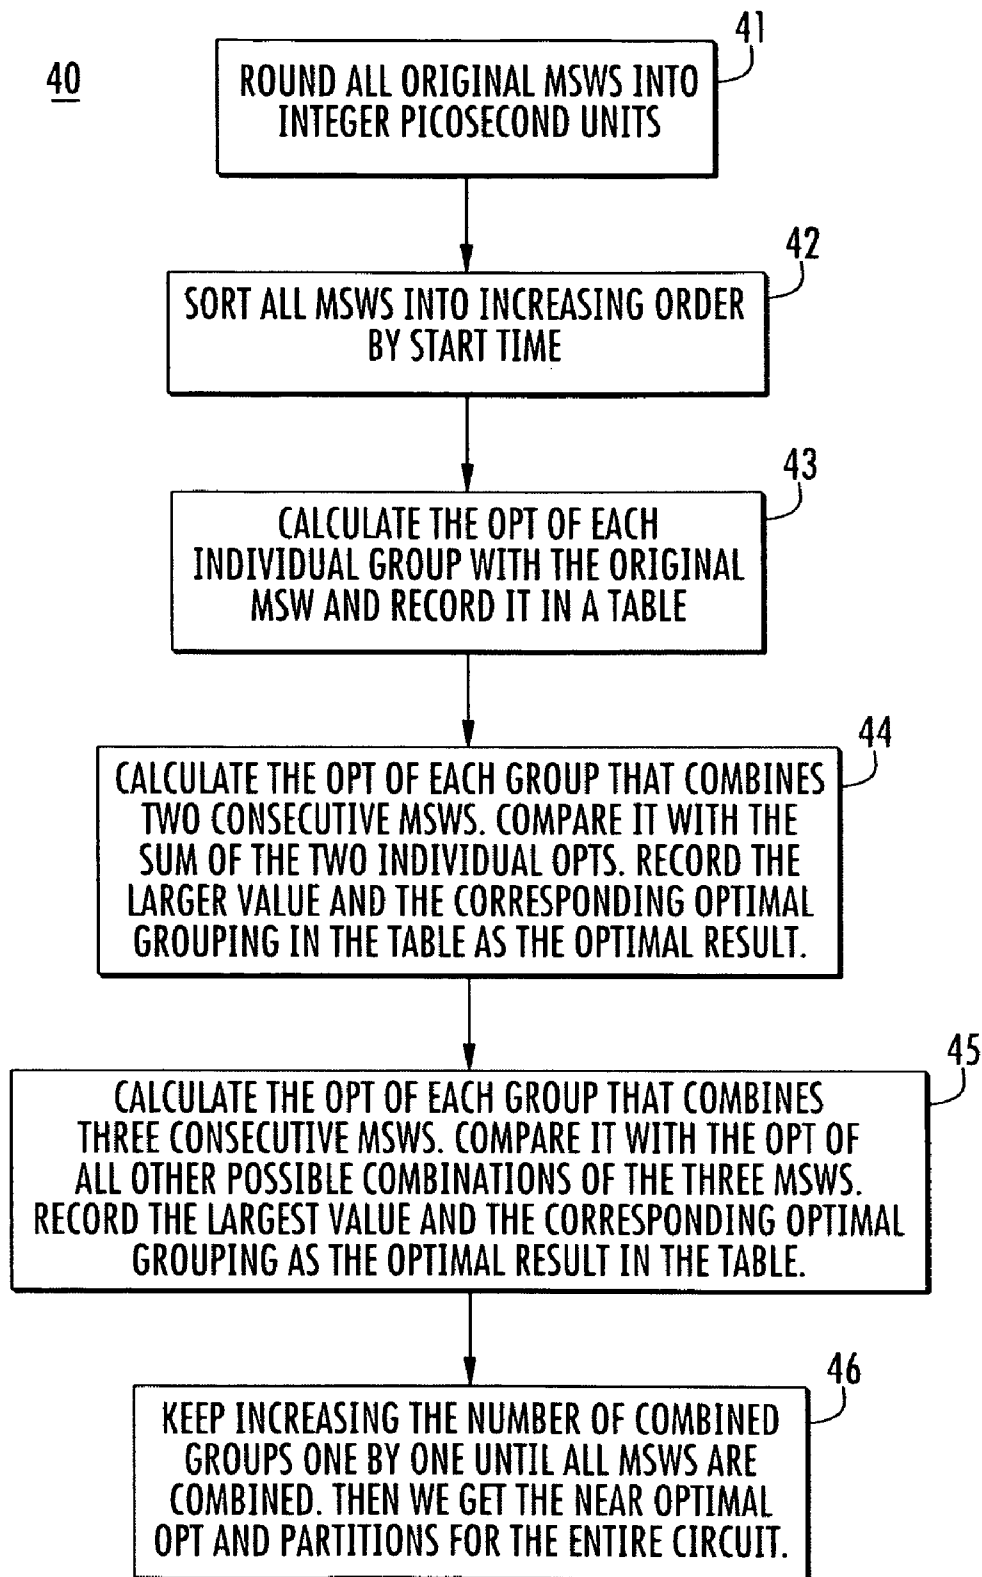 40
41
ROUND ALL ORIGINAL MSWS INTO
INTEGER PICOSECOND UNITS
42
SORT ALL MSWS INTO INCREASING ORDER
BY START TIME
43
CALCULATE THE OPT OF EACH
INDIVIDUAL GROUP WITH THE ORIGINAL
MSW AND RECORD IT IN A TABLE
44
CALCULATE THE OPT OF EACH GROUP THAT COMBINES
TWO CONSECUTIVE MSWS. COMPARE IT WITH THE
SUM OF THE TWO INDIVIDUAL OPTS. RECORD THE
LARGER VALUE AND THE CORRESPONDING OPTIMAL
GROUPING IN THE TABLE AS THE OPTIMAL RESULT.
45
CALCULATE THE OPT OF EACH GROUP THAT COMBINES
THREE CONSECUTIVE MSWS. COMPARE IT WITH THE OPT OF
ALL OTHER POSSIBLE COMBINATIONS OF THE THREE MSWS.
RECORD THE LARGEST VALUE AND THE CORRESPONDING OPTIMAL
GROUPING AS THE OPTIMAL RESULT IN THE TABLE.
46
KEEP INCREASING THE NUMBER OF COMBINED
GROUPS ONE BY ONE UNTIL ALL MSWS ARE
COMBINED. THEN WE GET THE NEAR OPTIMAL
OPT AND PARTITIONS FOR THE ENTIRE CIRCUIT.